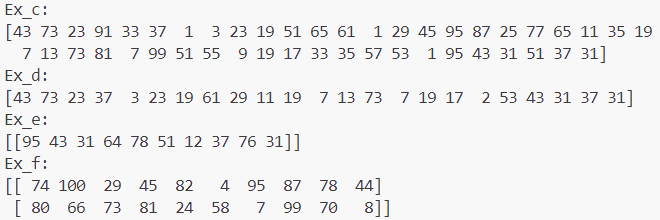 Ex_c:
[43 73 23 91 33 37  1  3 23 19 51 65 61  1 29 45 95 87 25 77 65 11 35 19
  7 13 73 81  7 99 51 55  9 19 17 33 35 57 53  1 95 43 31 51 37 31]
Ex_d:
[43 73 23 37  3 23 19 61 29 11 19  7 13 73  7 19 17  2 53 43 31 37 31]
Ex_e:
[[95 43 31 64 78 51 12 37 76 31]]
Ex_f:
[[ 74 100  29  45  82   4  95  87  78  44]
 [ 80  66  73  81  24  58   7  99  70   8]]